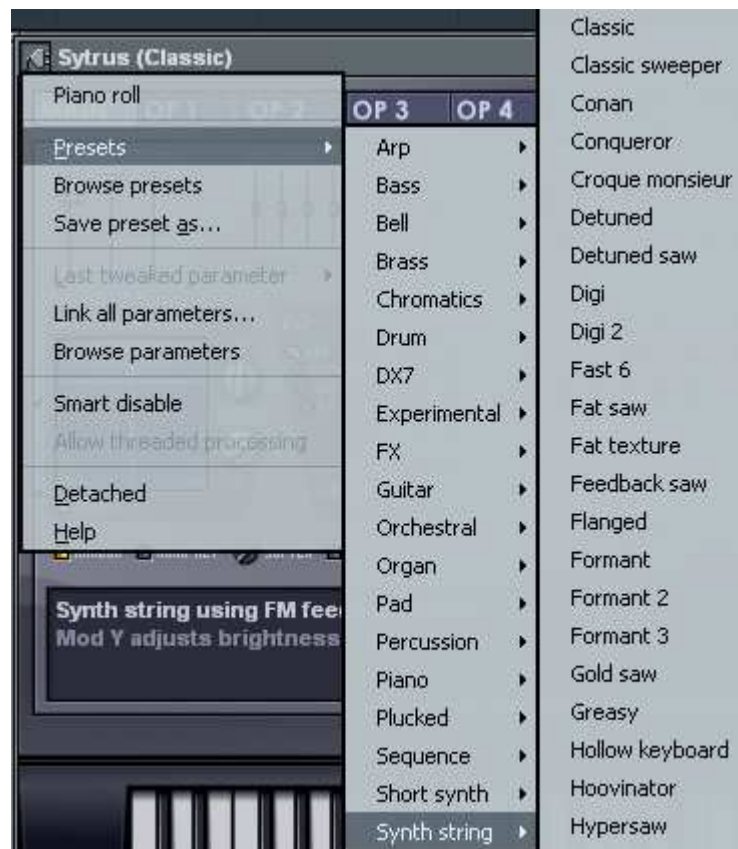 Sytrus (Classic)
Piano roll
Presets
Browse presets
Save preset as...
Last tweaked parameter
Link all parameters...
Browse parameters
Smart disable
Allow threaded processing
Detached
Help
OP 3 OP 4
Synth string using FM fee
Mod Y adjusts brightness
Arp
Bass
Bell
Brass
Chromatics
Drum
DX7
Experimental
FX
Guitar
Orchestral
Organ
Pad
Percussion
Piano
Plucked
Sequence
Short synth
Synth string
Classic
Classic sweeper
Conan
Conqueror
Croque monsieur
Detuned
Detuned saw
Digi
Digi 2
Fast 6
Fat saw
Fat texture
Feedback saw
Flanged
Formant
Formant 2
Formant 3
Gold saw
Greasy
Hollow keyboard
Hoovinator
Hypersaw